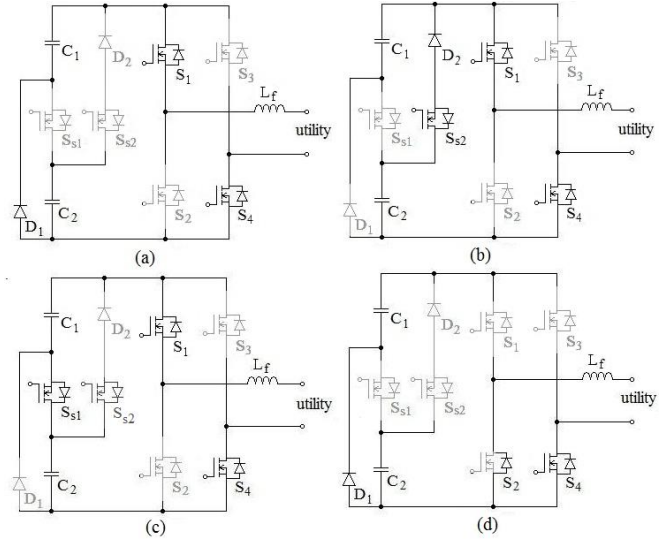 C1
D2
S1
S3
Lf
utility
Ss1
Ss2
C2
D1
S2
S4
(a)
C1
D2
S1
S3
Lf
utility
Ss1
Ss2
C2
D1
S2
S4
(b)
C1
D2
S1
S3
Lf
utility
Ss1
Ss2
C2
D1
S2
S4
(c)
C1
D2
S1
S3
Lf
utility
Ss1
Ss2
C2
D1
S2
S4
(d)